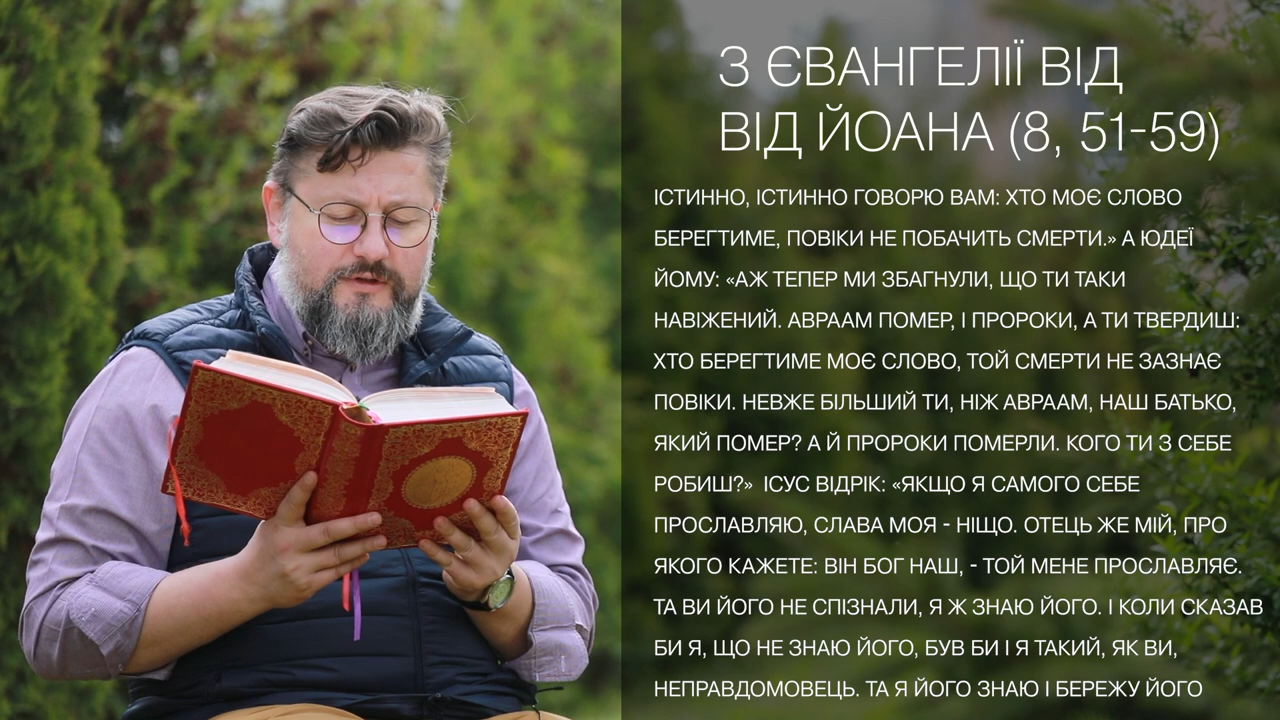 З ЄВАНГЕЛІЇ ВІД
ВІД ЙОАНА (8, 51-59)
ІСТИННО, ІСТИННО ГОВОРЮ ВАМ: ХТО МОЄ СЛОВО
БЕРЕГТИМЕ, ПОВІКИ НЕ ПОБАЧИТЬ СМЕРТИ.» А ЮДЕЇ
ЙОМУ: «АЖ ТЕПЕР МИ ЗБАГНУЛИ, ЩО ТИ ТАКИ
НАВІЖЕНИЙ. АВРААМ ПОМЕР, І ПРОРОКИ, А ТИ ТВЕРДИШ:
ХТО БЕРЕГТИМЕ МОЄ СЛОВО, ТОЙ СМЕРТИ НЕ ЗАЗНАЄ
ПОВІКИ. НЕВЖЕ БІЛЬШИЙ ТИ, НІЖ АВРААМ, НАШ БАТЬКО,
ЯКИЙ ПОМЕР? А Й ПРОРОКИ ПОМЕРЛИ. КОГО ТИ З СЕБЕ
РОБИШ?» ІСУС ВІДРІК: «ЯКЩО Я САМОГО СЕБЕ
ПРОСЛАВЛЯЮ, СЛАВА МОЯ - НІЩО. ОТЕЦЬ ЖЕ МІЙ, ПРО
ЯКОГО КАЖЕТЕ: ВІН БОГ НАШ, - ТОЙ МЕНЕ ПРОСЛАВЛЯЄ.
ТА ВИ ЙОГО НЕ СПІЗНАЛИ, Я Ж ЗНАЮ ЙОГО. І КОЛИ СКАЗАВ
БИ Я, ЩО НЕ ЗНАЮ ЙОГО, БУВ БИ І Я ТАКИЙ, ЯК ВИ,
НЕПРАВДОМОВЕЦЬ. ТА Я ЙОГО ЗНАЮ І БЕРЕЖУ ЙОГО